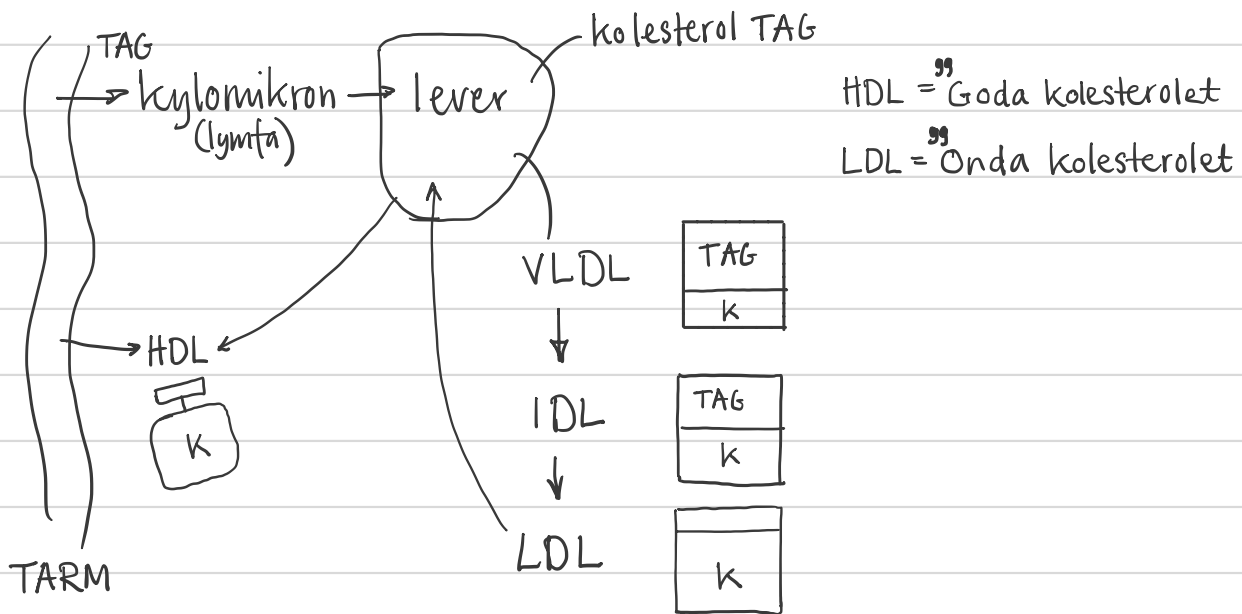 TAG
kylomikron
(lymfa)
lever
kolesterol TAG
HDL = "Goda kolesterolet
LDL = "Onda kolesterolet
VLDL
TAG
K
HDL
K
IDL
TAG
K
LDL
K
TARM